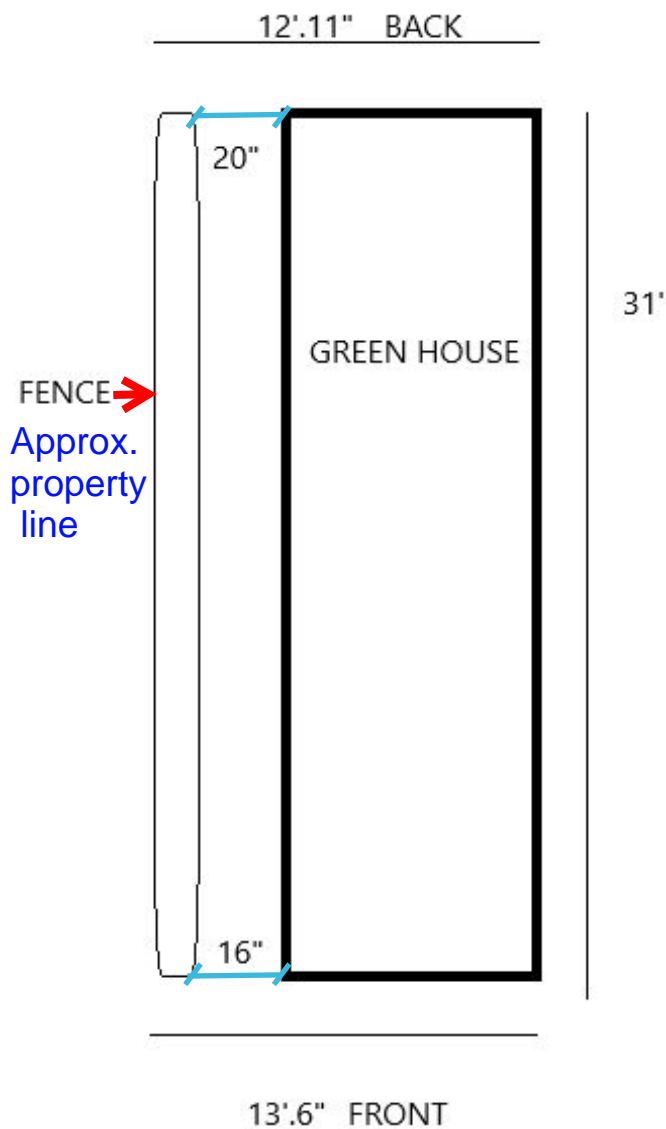 12'.11" BACK
20"
31'
GREEN HOUSE
FENCE
Approx.
property
line
16"
13'.6" FRONT